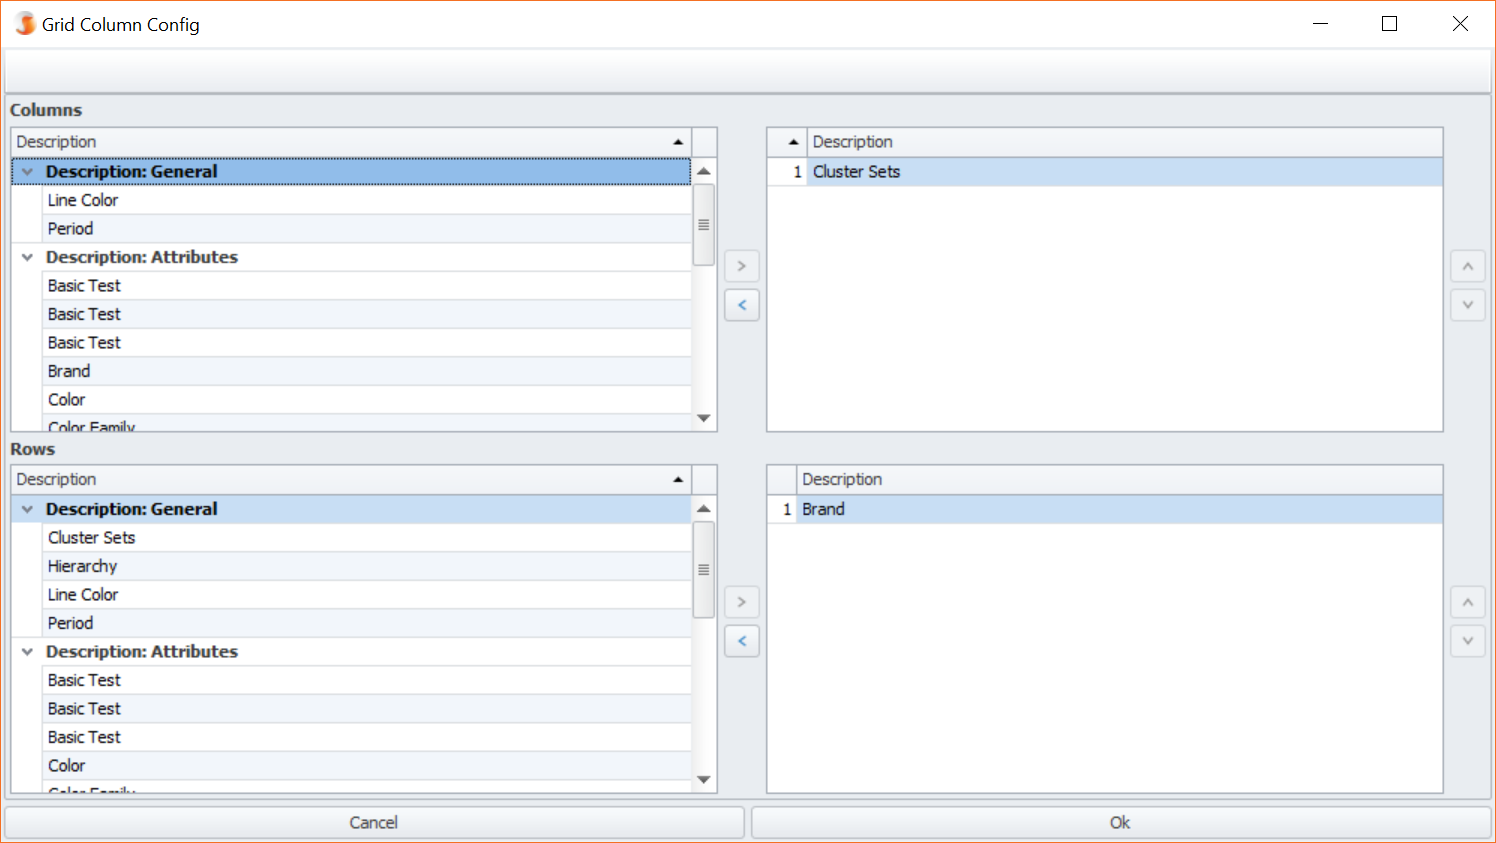 Grid Column Config
Columns
Description
Description: General
Line Color
Period
Description: Attributes
Basic Test
Basic Test
Basic Test
Brand
Color
Color Family
Description
1 Cluster Sets
Rows
Description
Description: General
Cluster Sets
Hierarchy
Line Color
Period
Description: Attributes
Basic Test
Basic Test
Basic Test
Color
Color Family
Description
1 Brand
Cancel
Ok